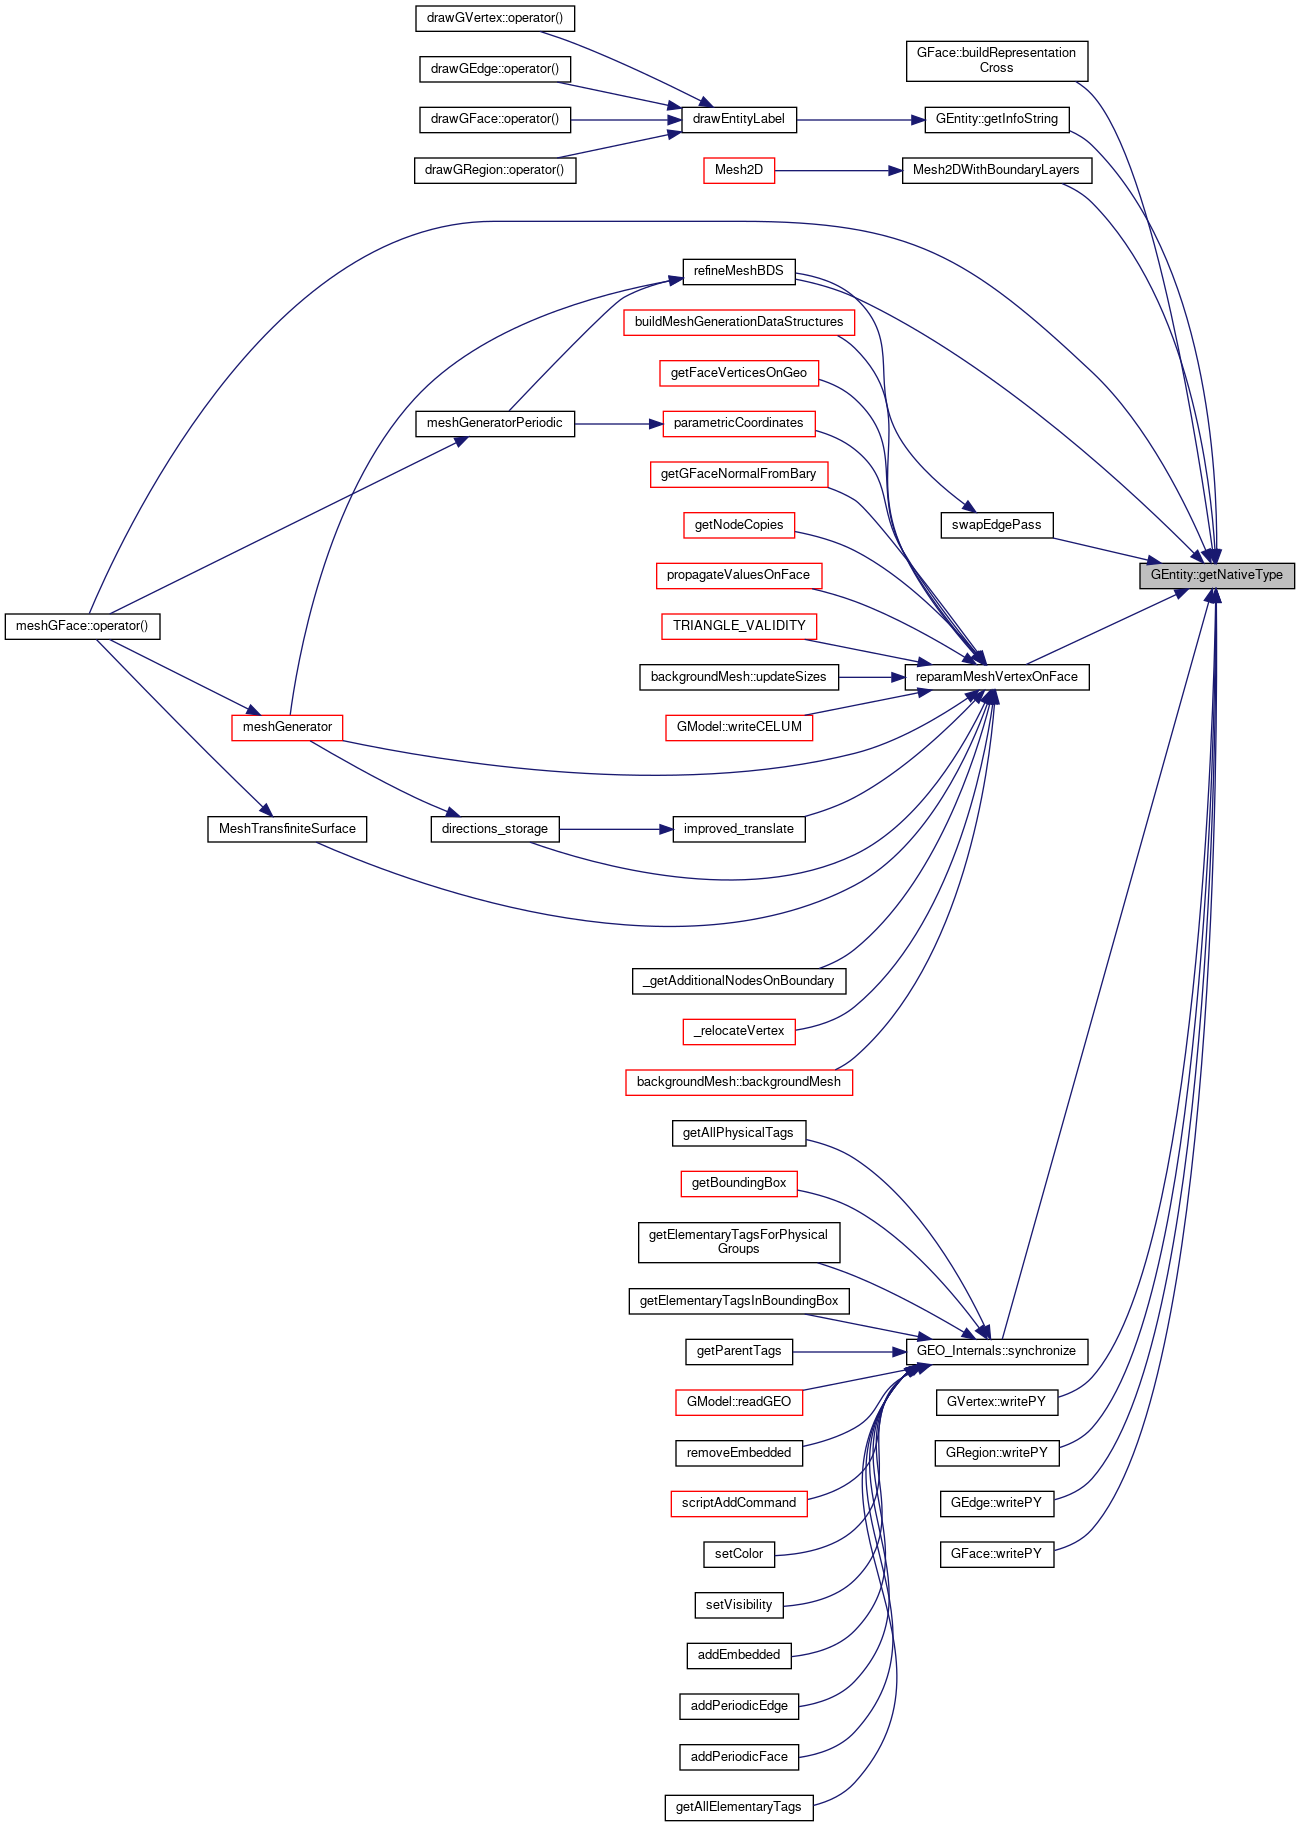 drawGVertex::operator()
GFace::buildRepresentation
Cross
drawGEdge::operator()
drawGFace::operator()
drawEntityLabel
GEntity::getInfoString
drawGRegion::operator()
Mesh2D
Mesh2DWithBoundaryLayers
refineMeshBDS
buildMeshGenerationDataStructures
getFaceVerticesOnGeo
meshGeneratorPeriodic
parametricCoordinates
getGFaceNormalFromBary
getNodeCopies
swapEdgePass
propagateValuesOnFace
GEntity::getNativeType
meshGFace::operator()
TRIANGLE_VALIDITY
backgroundMesh::updateSizes
reparamMeshVertexOnFace
meshGenerator
GModel::writeCELUM
MeshTransfiniteSurface
directions_storage
improved_translate
_getAdditionalNodesOnBoundary
_relocateVertex
backgroundMesh::backgroundMesh
getAllPhysicalTags
getBoundingBox
getElementaryTagsForPhysical
Groups
getElementaryTagsInBoundingBox
getParentTags
GEO_Internals::synchronize
GModel::readGEO
GVertex::writePY
removeEmbedded
GRegion::writePY
scriptAddCommand
GEdge::writePY
setColor
GFace::writePY
setVisibility
addEmbedded
addPeriodicEdge
addPeriodicFace
getAllElementaryTags